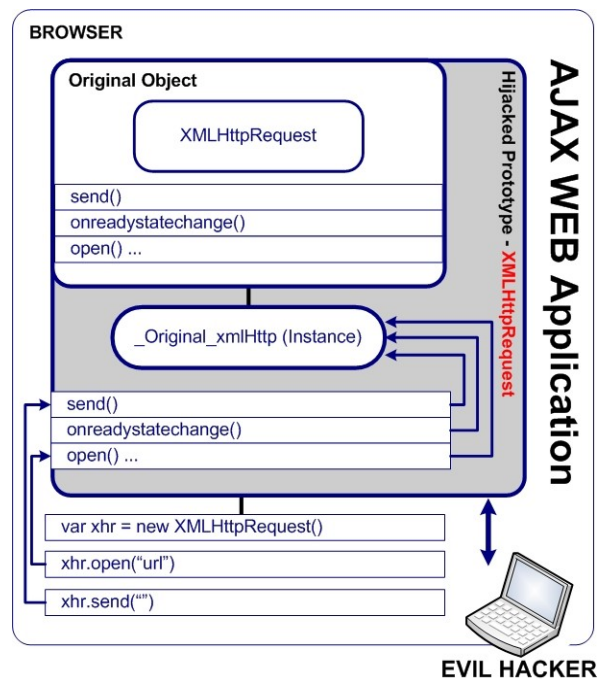 BROWSER
Original Object
XMLHttpRequest
send()
onreadystatechange()
open() ...
_Original_xmlHttp (Instance)
send()
onreadystatechange()
open() ...
Hijacked Prototype - XMLHttpRequest
AJAX WEB Application
var xhr = new XMLHttpRequest()
xhr.open(“url”)
xhr.send(“”)
EVIL HACKER